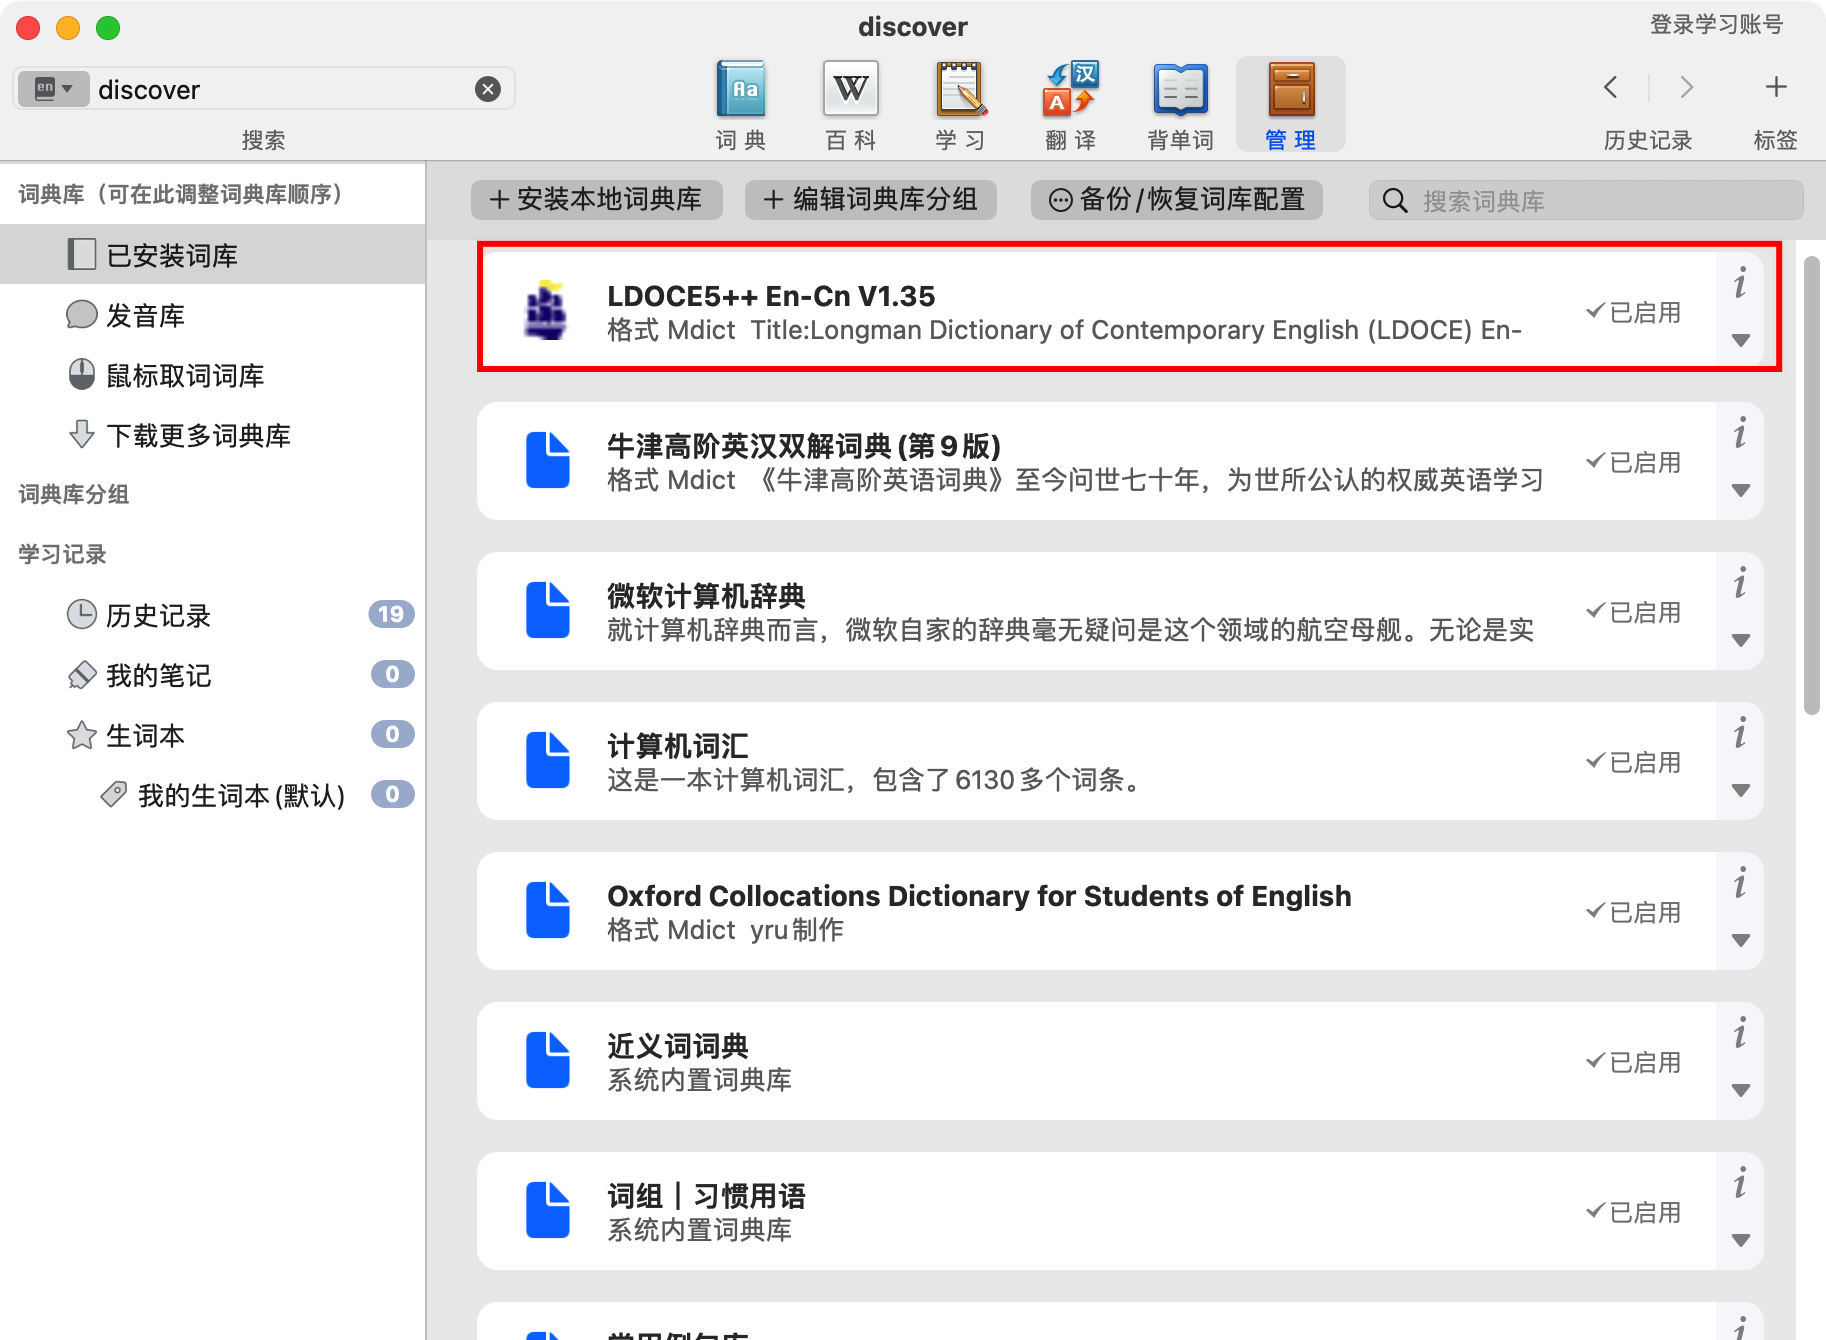 discover
登录学习账号
en
discover
搜索
词典
百科
学习
翻译
背单词
管理
历史记录
标签
词典库（可在此调整词典库顺序）
已安装词库
发音库
鼠标取词词库
下载更多词典库
词典库分组
学习记录
历史记录 19
我的笔记 0
生词本 0
我的生词本(默认) 0
+安装本地词典库
+编辑词典库分组
备份/恢复词库配置
搜索词典库
LDOCE5++ En-Cn V1.35
格式 Mdict Title:Longman Dictionary of Contemporary English (LDOCE) En-
✓已启用
牛津高阶英汉双解词典(第9版)
格式 Mdict 《牛津高阶英语词典》至今问世七十年，为世所公认的权威英语学习
✓已启用
微软计算机辞典
就计算机辞典而言，微软自家的辞典毫无疑问是这个领域的航空母舰。无论是实
✓已启用
计算机词汇
这是一本计算机词汇，包含了6130多个词条。
✓已启用
Oxford Collocations Dictionary for Students of English
格式 Mdict yru制作
✓已启用
近义词词典
系统内置词典库
✓已启用
词组｜习惯用语
系统内置词典库
✓已启用